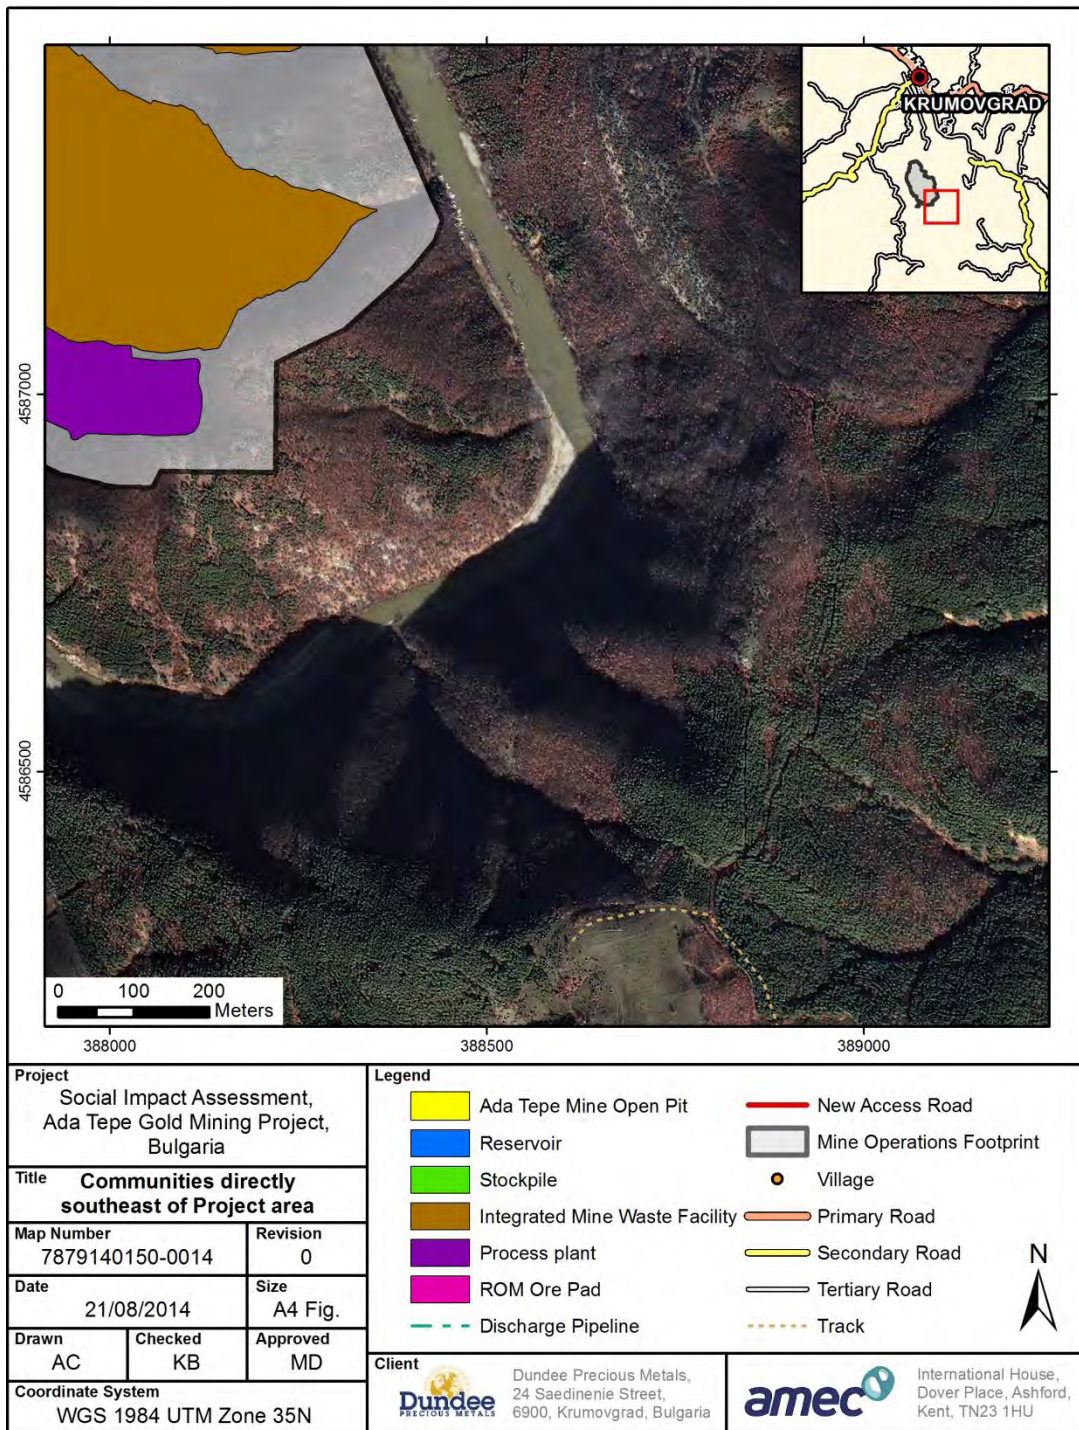 KRUMOVGRAD
4587000
4586500
0 100 200
Meters
388000 388500 389000
Project
Social Impact Assessment,
Ada Tepe Gold Mining Project,
Bulgaria
Title Communities directly
southeast of Project area
Map Number Revision
7879140150-0014 0
Date Size
21/08/2014 A4 Fig.
Drawn Checked Approved
AC KB MD
Coordinate System
WGS 1984 UTM Zone 35N
Legend
Ada Tepe Mine Open Pit
Reservoir
Stockpile
Integrated Mine Waste Facility
Process plant
ROM Ore Pad
Discharge Pipeline
New Access Road
Mine Operations Footprint
Village
Primary Road
Secondary Road
Tertiary Road
Track
N
Client
Dundee
PRECIOUS METALS
Dundee Precious Metals,
24 Saedinenie Street,
6900, Krumovgrad, Bulgaria
amec
International House,
Dover Place, Ashford,
Kent, TN23 1HU